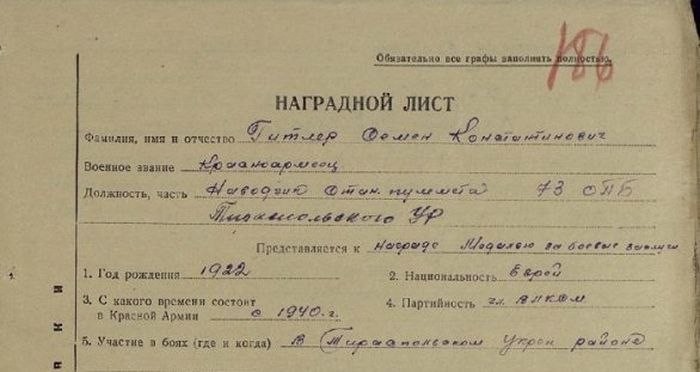 Обязательно все графы заполнить полностью.
186
НАГРАДНОЙ ЛИСТ
Фамилия, имя и отчество Гитлер Семен Константинович
Военное звание Красноармеец
Должность, часть Наводчик Стан. пулемета 73 ОПБ
Тираспольского УР
Представляется к Награде Медалью за боевые заслуги
1. Год рождения 1922
2. Национальность Еврей
3. С какого времени состоит
в Красной Армии с 1940 г.
4. Партийность чл. ВЛКСМ
5. Участие в боях (где и когда) В Тираспольском Укреп районе